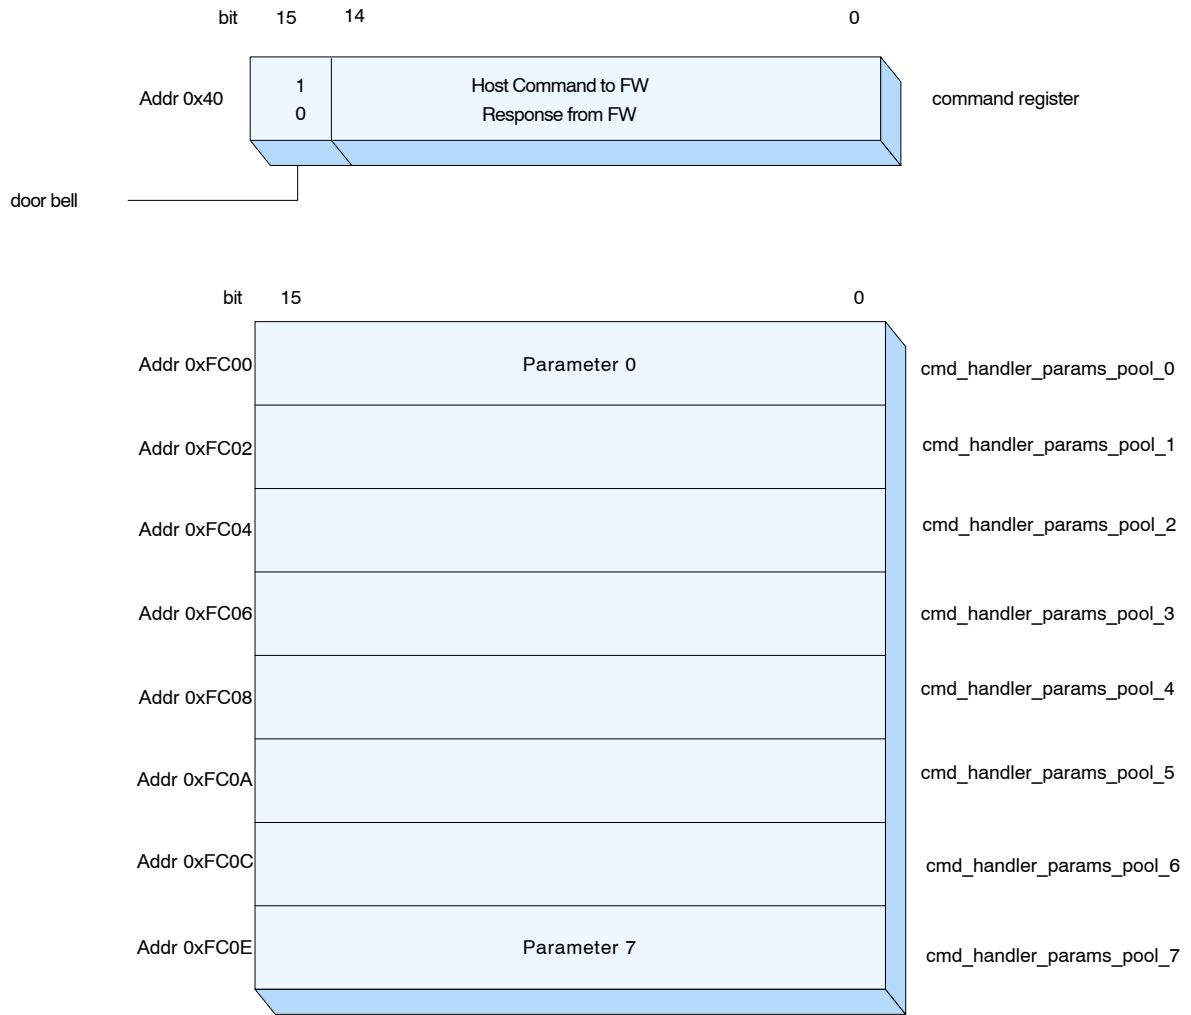 bit 15 14 0
Addr 0x40
1 Host Command to FW
0 Response from FW
command register
door bell
bit 15 0
Addr 0xFC00 Parameter 0 cmd_handler_params_pool_0
Addr 0xFC02 cmd_handler_params_pool_1
Addr 0xFC04 cmd_handler_params_pool_2
Addr 0xFC06 cmd_handler_params_pool_3
Addr 0xFC08 cmd_handler_params_pool_4
Addr 0xFC0A cmd_handler_params_pool_5
Addr 0xFC0C cmd_handler_params_pool_6
Addr 0xFC0E Parameter 7 cmd_handler_params_pool_7